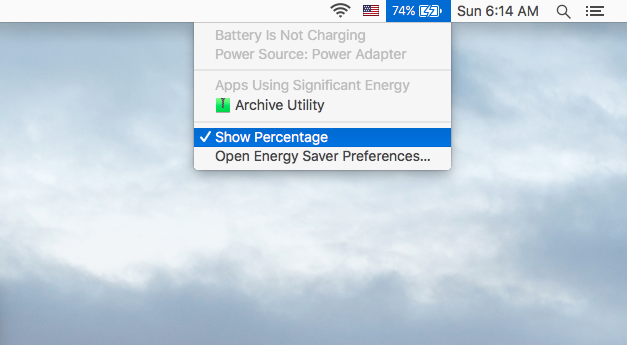 74% Sun 6:14 AM
Battery Is Not Charging
Power Source: Power Adapter
Apps Using Significant Energy
Archive Utility
✓ Show Percentage
Open Energy Saver Preferences...